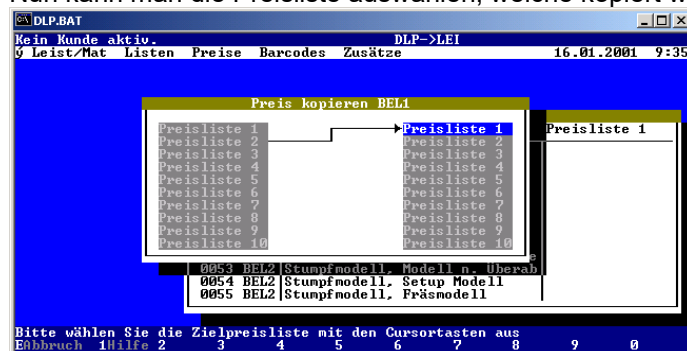 Nun kann man die Preisliste auswählen, welche kopiert w
DLP.BAT
Kein Kunde aktiv. DLP->LEI
ÿ Leist/Mat Listen Preise Barcodes Zusätze 16.01.2001 9:35
Preis kopieren BEL1
Preisliste 1 Preisliste 1 Preisliste 1
Preisliste 2 Preisliste 2
Preisliste 3 Preisliste 3
Preisliste 4 Preisliste 4
Preisliste 5 Preisliste 5
Preisliste 6 Preisliste 6
Preisliste 7 Preisliste 7
Preisliste 8 Preisliste 8
Preisliste 9 Preisliste 9
Preisliste 10 Preisliste 10
e
0053 BEL2 Stumpfmodell, Modell n. Überab
0054 BEL2 Stumpfmodell, Setup Modell
0055 BEL2 Stumpfmodell, Fräsmodell
Bitte wählen Sie die Zielpreisliste mit den Cursortasten aus
EAbbruch 1Hilfe 2 3 4 5 6 7 8 9 0